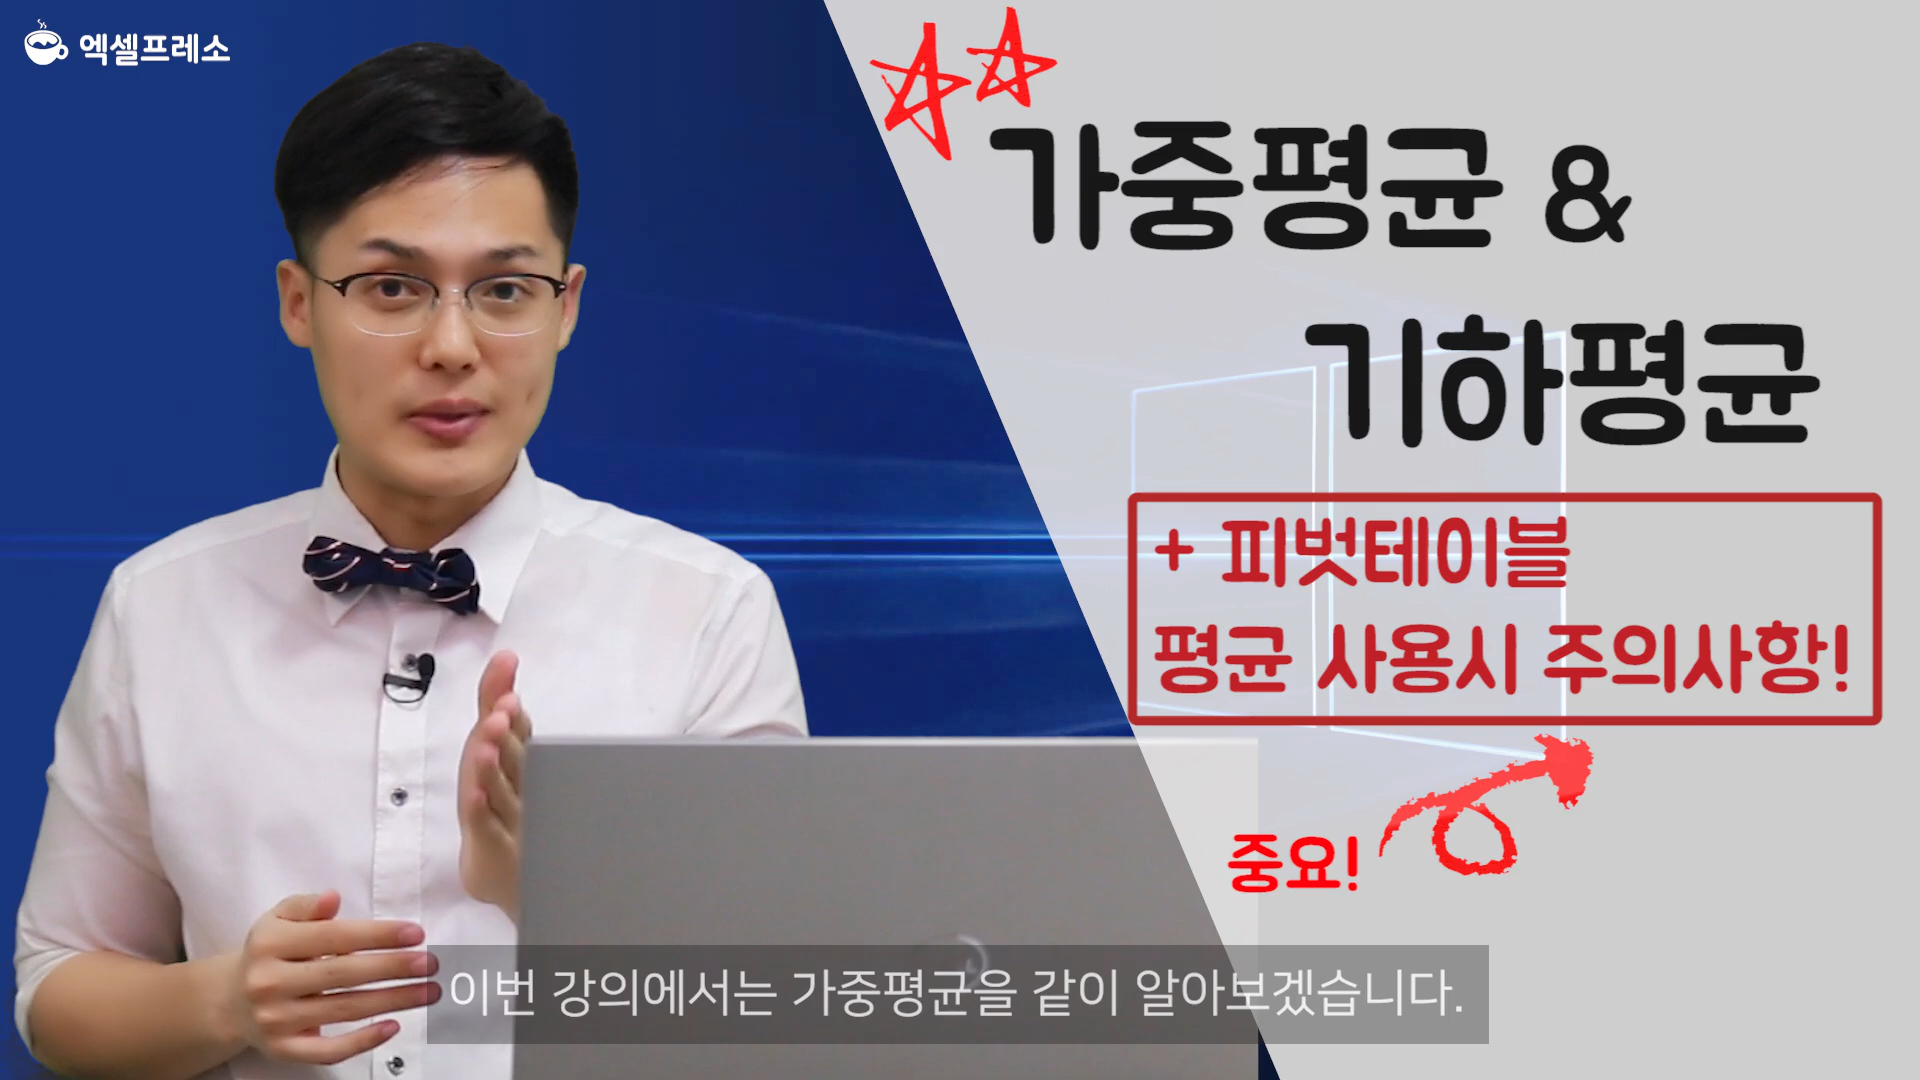 엑셀프레소
가중평균 &
기하평균
+ 피벗테이블
평균 사용시 주의사항!
중요!
이번 강의에서는 가중평균을 같이 알아보겠습니다.